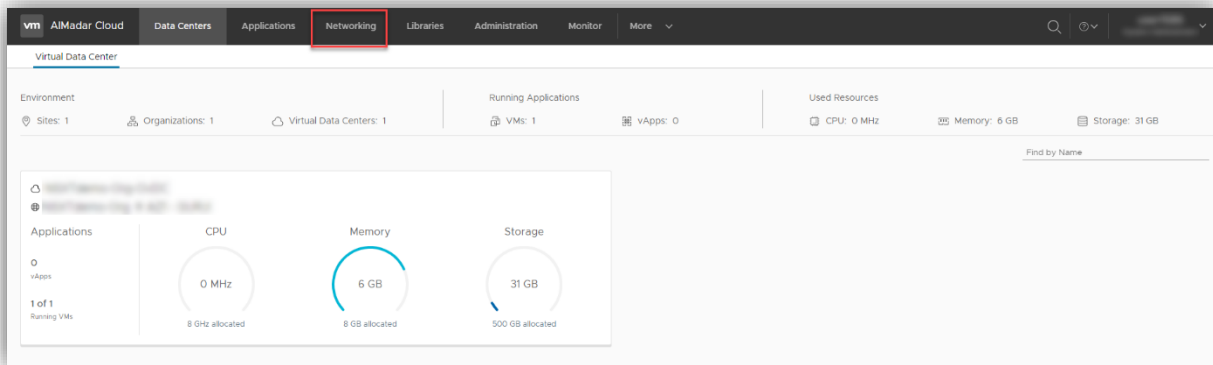 vm AlMadar Cloud Data Centers Applications Networking Libraries Administration Monitor More
Virtual Data Center
Environment Running Applications Used Resources
Sites: 1 Organizations: 1 Virtual Data Centers: 1 VMs: 1 vApps: 0 CPU: 0 MHz Memory: 6 GB Storage: 31 GB
Find by Name
Applications CPU Memory Storage
0
vApps
0 MHz 6 GB 31 GB
1 of 1
Running VMs
8 GHz allocated 8 GB allocated 500 GB allocated